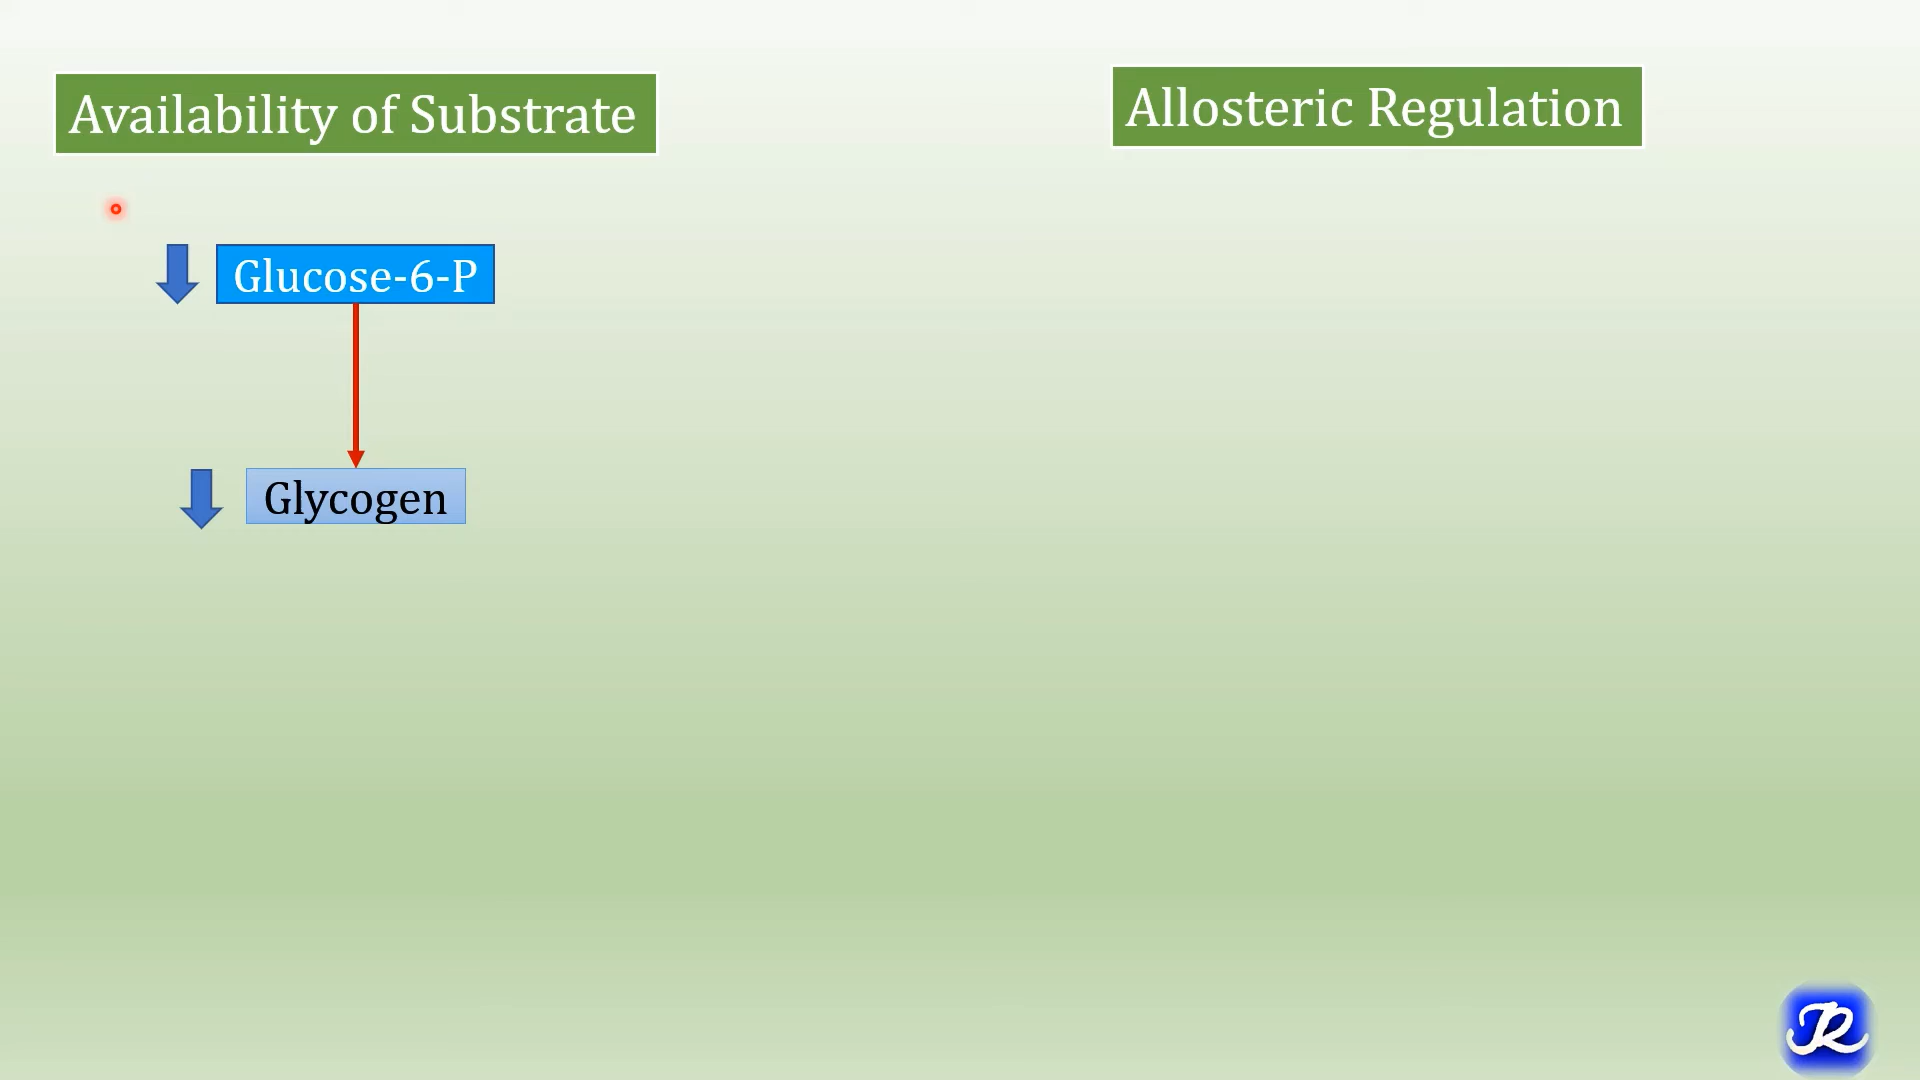 Availability of Substrate
Allosteric Regulation
Glucose-6-P
Glycogen